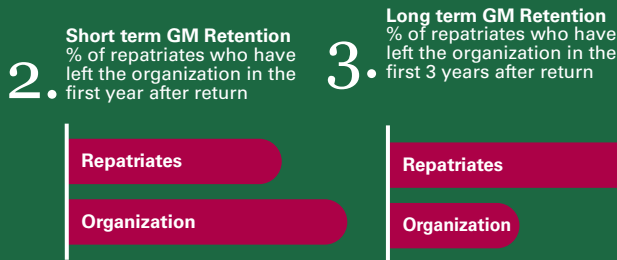 2.
Short term GM Retention
% of repatriates who have
left the organization in the
first year after return
Repatriates
Organization
3.
Long term GM Retention
% of repatriates who have
left the organization in the
first 3 years after return
Repatriates
Organization